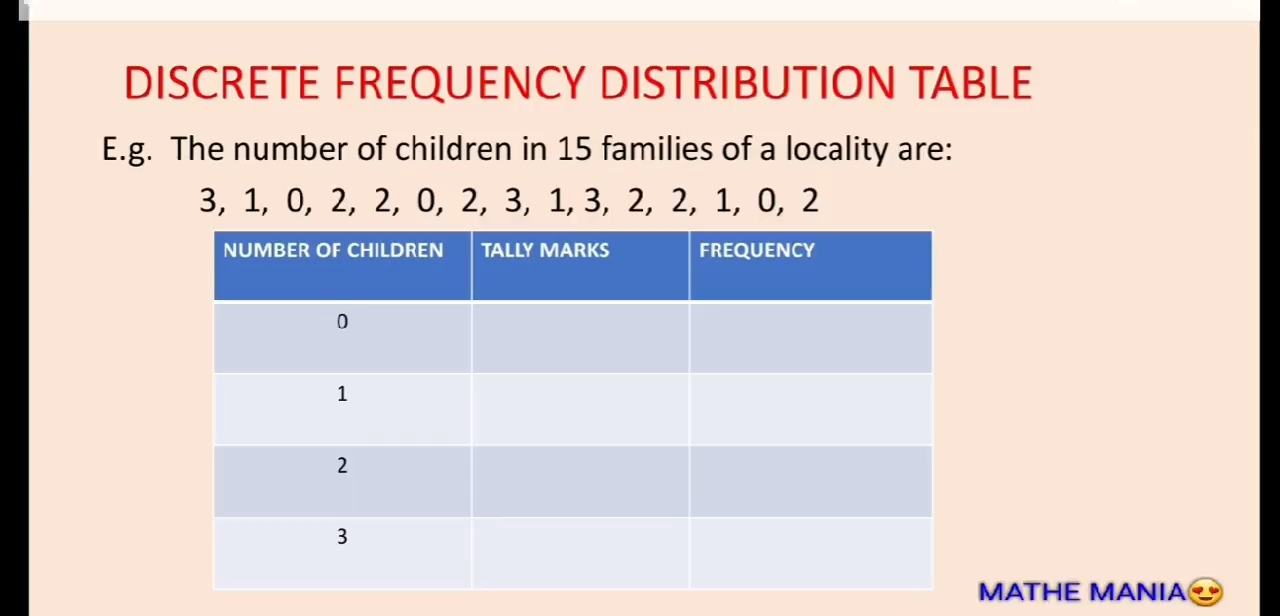 DISCRETE FREQUENCY DISTRIBUTION TABLE
E.g. The number of children in 15 families of a locality are:
3, 1, 0, 2, 2, 0, 2, 3, 1, 3, 2, 2, 1, 0, 2
NUMBER OF CHILDREN TALLY MARKS FREQUENCY
0
1
2
3
MATHE MANIA😍